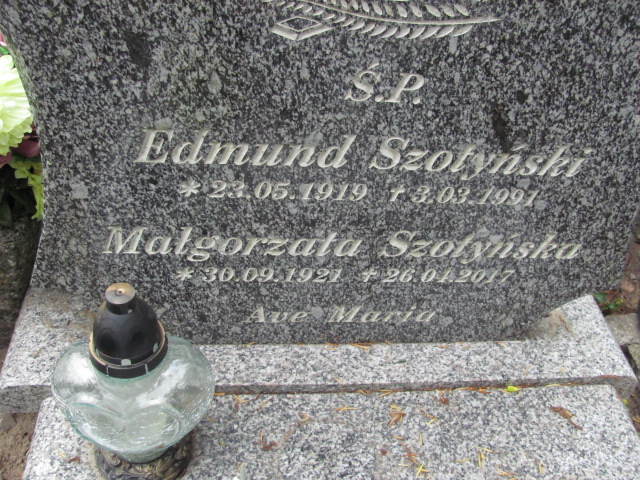 Ś.P.
Edmund Szotyński
* 23.05.1919 † 3.03.1991
Małgorzata Szotyńska
* 30.09.1921 † 26.04.2017
Ave Maria